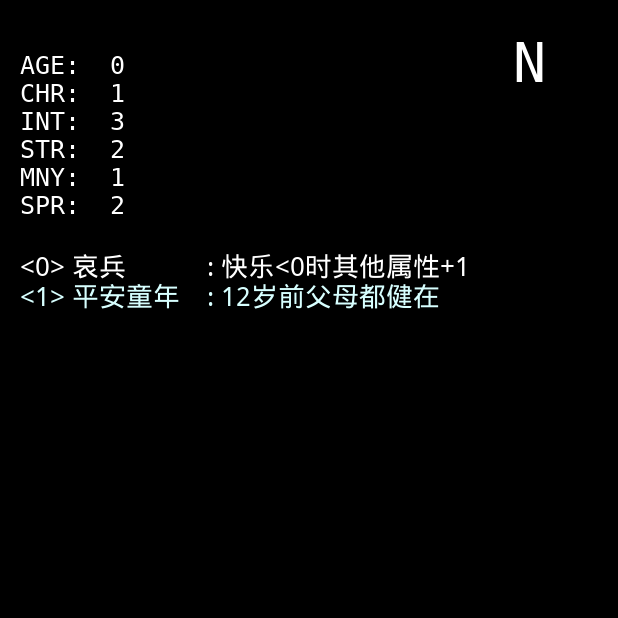 N
AGE: 0
CHR: 1
INT: 3
STR: 2
MNY: 1
SPR: 2
<0> 哀兵 : 快乐<0时其他属性+1
<1> 平安童年 : 12岁前父母都健在